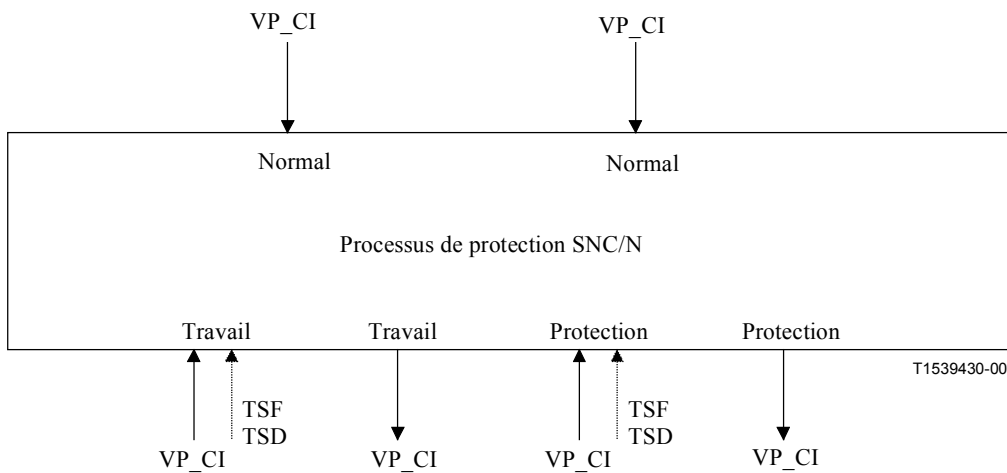 VP_CI VP_CI
Normal Normal
Processus de protection SNC/N
Travail Travail Protection Protection
T1539430-00
TSF TSF
TSD TSD
VP_CI VP_CI VP_CI VP_CI